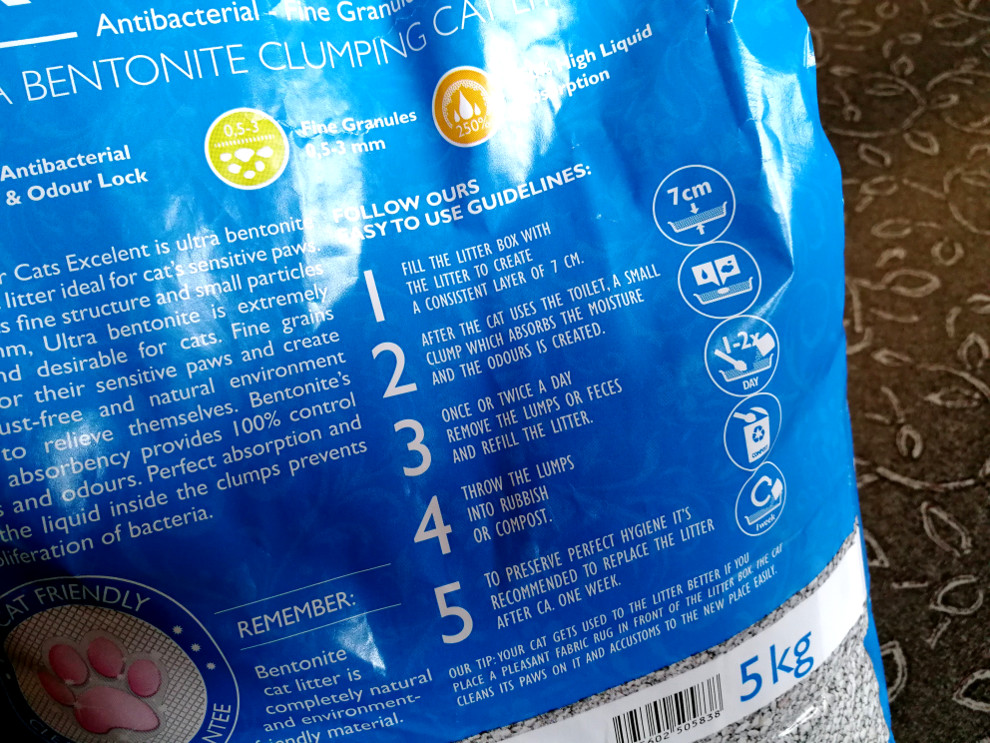 Antibacterial - Fine Granul
A BENTONITE CLUMPING CAT
Antibacterial
& Odour Lock
0.5-3
Fine Granules
0,5-3 mm
250%
High Liquid
FOLLOW OURS
EASY TO USE GUIDELINES:
r Cats Excelent is ultra bentonite
litter ideal for cat's sensitive paws.
s fine structure and small particles
mm, Ultra bentonite is extremely
nd desirable for cats. Fine grains
or their sensitive paws and create
ust-free and natural environment
to relieve themselves. Bentonite's
absorbency provides 100% control
s and odours. Perfect absorption and
the liquid inside the clumps prevents
liferation of bacteria.
1 FILL THE LITTER BOX WITH
THE LITTER TO CREATE
A CONSISTENT LAYER OF 7 CM.
2 AFTER THE CAT USES THE TOILET, A SMALL
CLUMP WHICH ABSORBS THE MOISTURE
AND THE ODOURS IS CREATED.
3 ONCE OR TWICE A DAY
REMOVE THE LUMPS OR FECES
AND REFILL THE LITTER.
4 THROW THE LUMPS
INTO RUBBISH
OR COMPOST.
5 TO PRESERVE PERFECT HYGIENE IT'S
RECOMMENDED TO REPLACE THE LITTER
AFTER CA. ONE WEEK.
7cm
1-2x
DAY
COMPOST
1week
OUR TIP: YOUR CAT GETS USED TO THE LITTER BETTER IF YOU
PLACE A PLEASANT FABRIC RUG IN FRONT OF THE LITTER BOX. THE CAT
CLEANS ITS PAWS ON IT AND ACCUSTOMS TO THE NEW PLACE EASILY.
CAT FRIENDLY
NTEE
REMEMBER:
Bentonite
cat litter is
completely natural
and environment-
friendly material.
5 kg
602 505838